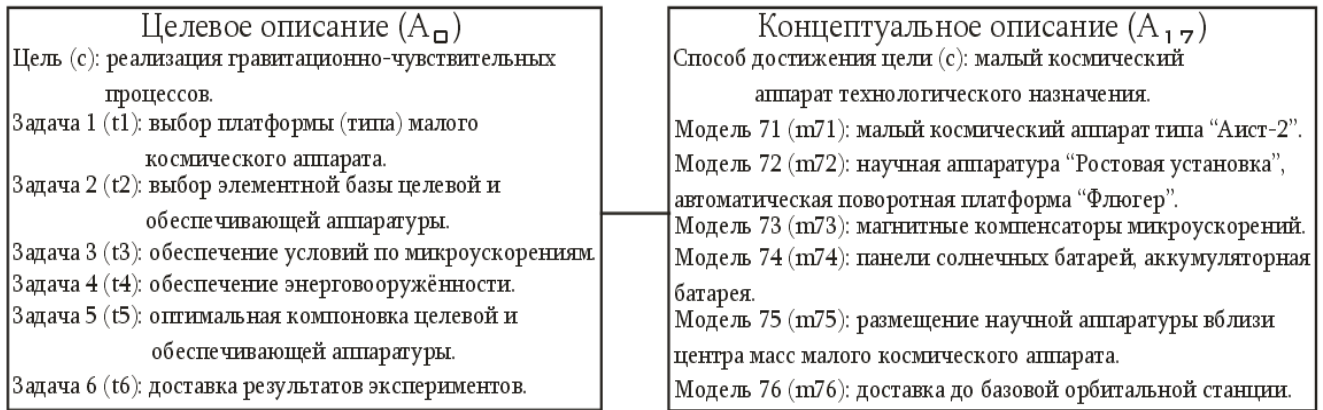 Целевое описание (А□)
Цель (с): реализация гравитационно-чувствительных
процессов.
Задача 1 (t1): выбор платформы (типа) малого
космического аппарата.
Задача 2 (t2): выбор элементной базы целевой и
обеспечивающей аппаратуры.
Задача 3 (t3): обеспечение условий по микроускорениям.
Задача 4 (t4): обеспечение энерговооружённости.
Задача 5 (t5): оптимальная компоновка целевой и
обеспечивающей аппаратуры.
Задача 6 (t6): доставка результатов экспериментов.
Концептуальное описание (А₁₇)
Способ достижения цели (с): малый космический
аппарат технологического назначения.
Модель 71 (m71): малый космический аппарат типа “Аист-2”.
Модель 72 (m72): научная аппаратура “Ростовая установка”,
автоматическая поворотная платформа “Флюгер”.
Модель 73 (m73): магнитные компенсаторы микроускорений.
Модель 74 (m74): панели солнечных батарей, аккумуляторная
батарея.
Модель 75 (m75): размещение научной аппаратуры вблизи
центра масс малого космического аппарата.
Модель 76 (m76): доставка до базовой орбитальной станции.